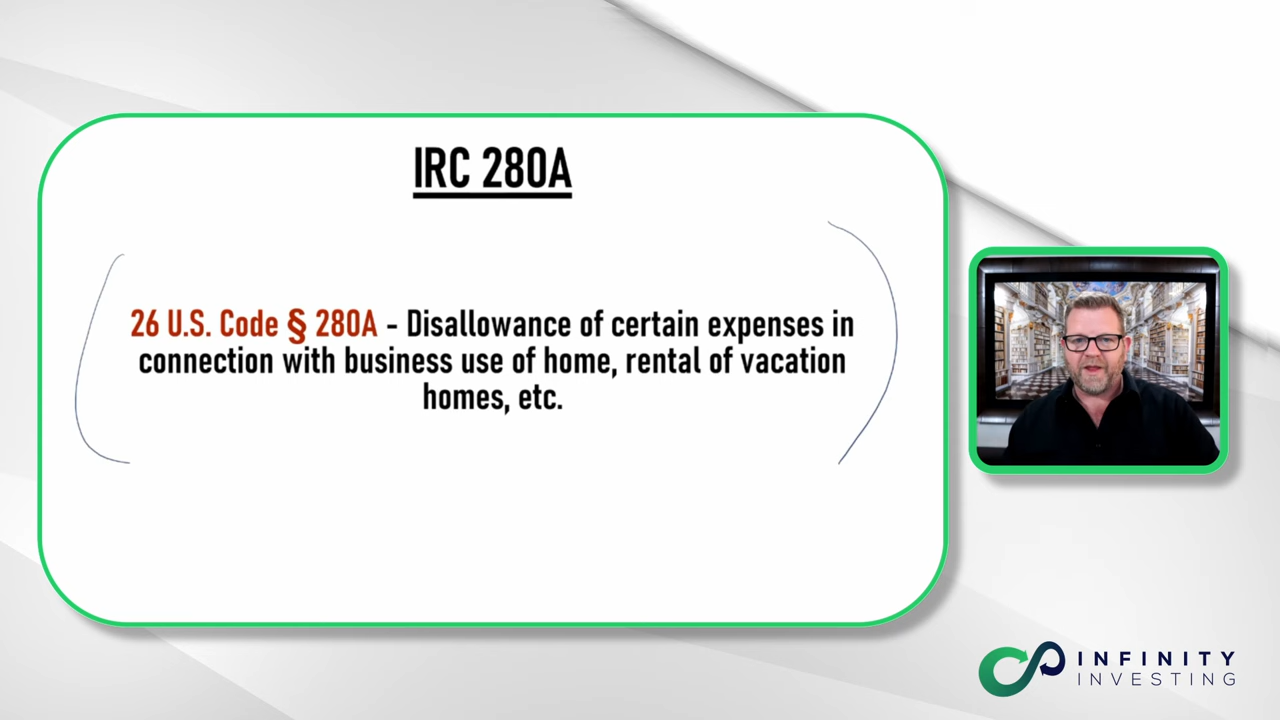 IRC 280A
26 U.S. Code § 280A - Disallowance of certain expenses in
connection with business use of home, rental of vacation
homes, etc.
INFINITY
INVESTING